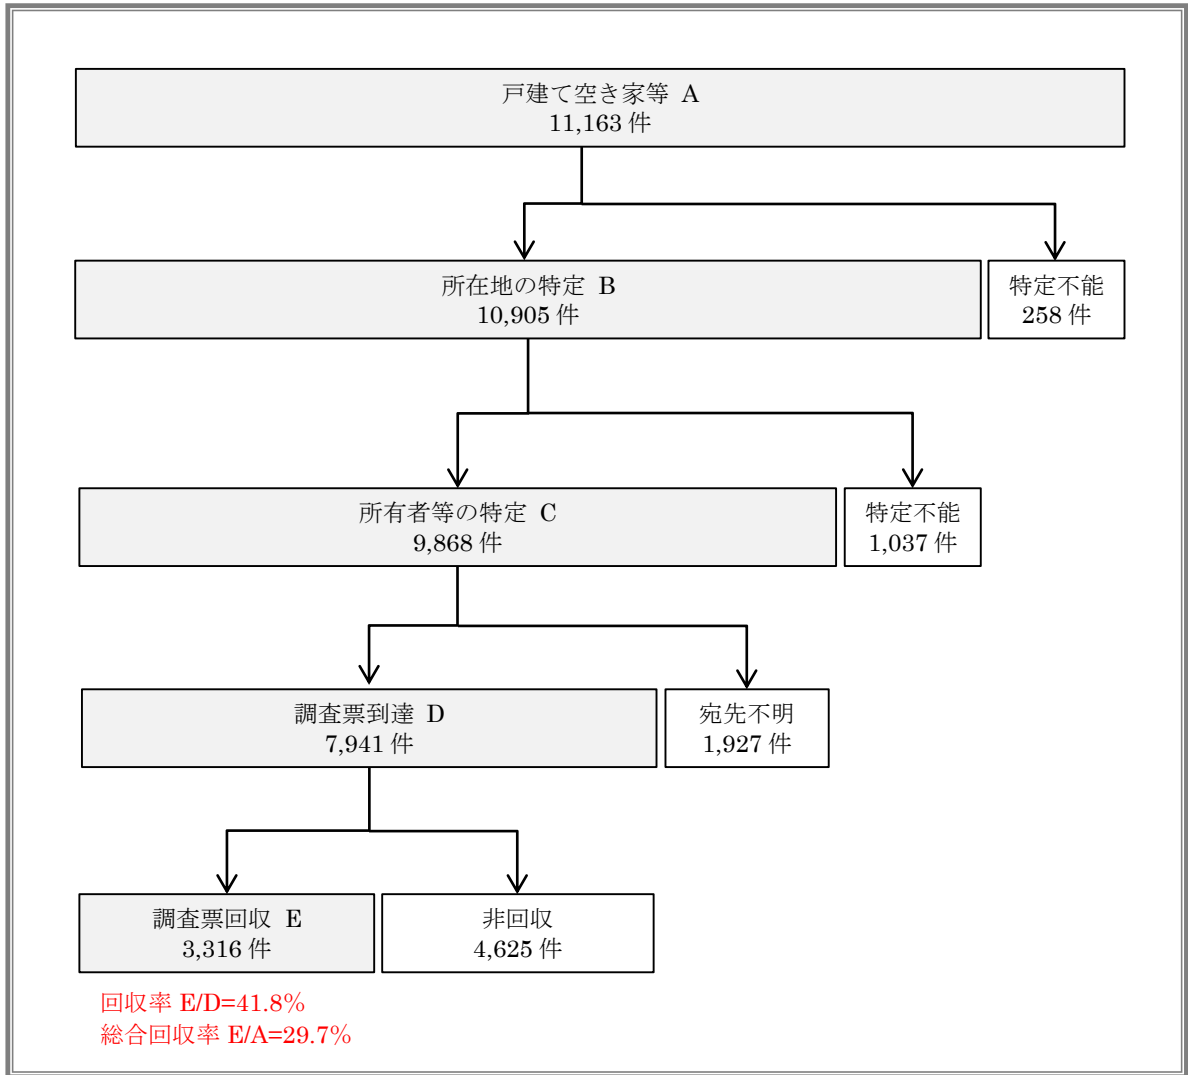 戸建て空き家等 A
11,163 件
所在地の特定 B
10,905 件
特定不能
258 件
所有者等の特定 C
9,868 件
特定不能
1,037 件
調査票到達 D
7,941 件
宛先不明
1,927 件
調査票回収 E
3,316 件
非回収
4,625 件
回収率 E/D=41.8%
総合回収率 E/A=29.7%